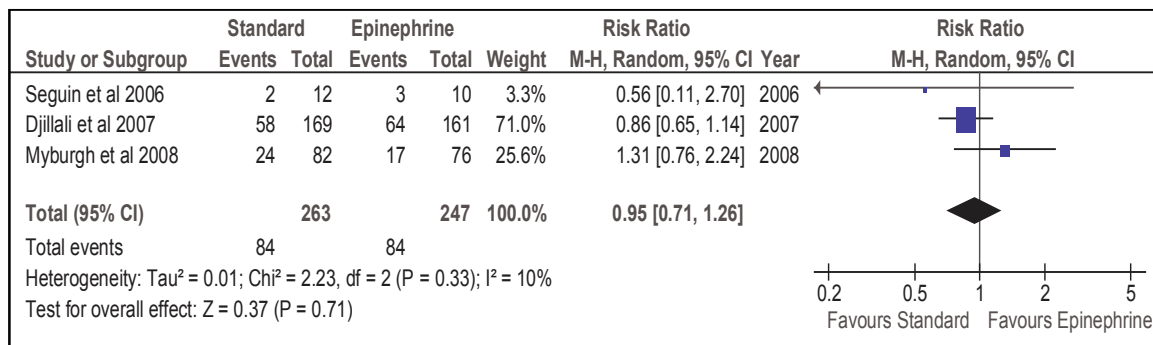 Standard Epinephrine Risk Ratio Risk Ratio
Study or Subgroup Events Total Events Total Weight M-H, Random, 95% CI Year M-H, Random, 95% CI
Seguin et al 2006 2 12 3 10 3.3% 0.56 [0.11, 2.70] 2006
Djillali et al 2007 58 169 64 161 71.0% 0.86 [0.65, 1.14] 2007
Myburgh et al 2008 24 82 17 76 25.6% 1.31 [0.76, 2.24] 2008
Total (95% CI) 263 247 100.0% 0.95 [0.71, 1.26]
Total events 84 84
Heterogeneity: Tau² = 0.01; Chi² = 2.23, df = 2 (P = 0.33); I² = 10%
Test for overall effect: Z = 0.37 (P = 0.71)
0.2 0.5 1 2 5
Favours Standard Favours Epinephrine